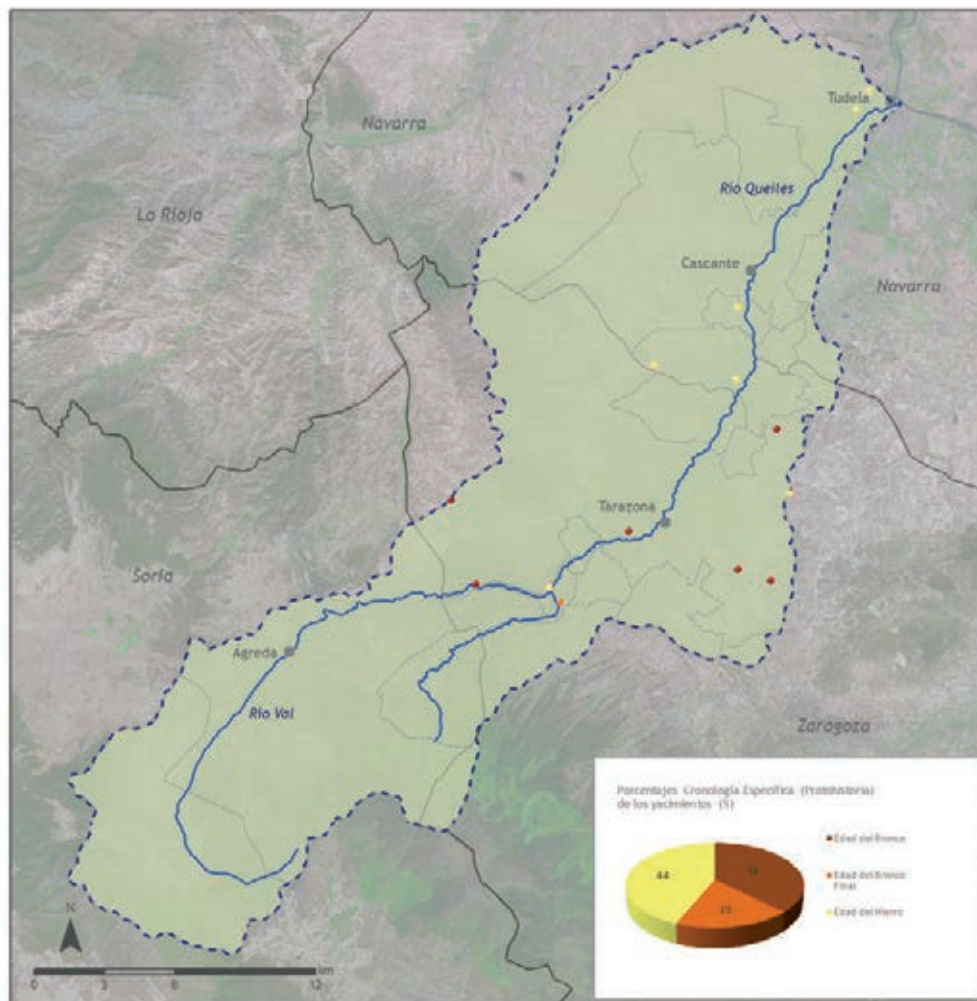 Navarra
Tudela
La Rioja
Río Queiles
Cascante
Navarra
Tarazona
Soria
Agreda
Río Val
Zaragoza
Porcentajes Cronología Específica (Protohistoria)
de los yacimientos (%)
Edad del Bronce
44
Edad del Bronce
Final
Edad del Hierro
N
km
0 3 6 12